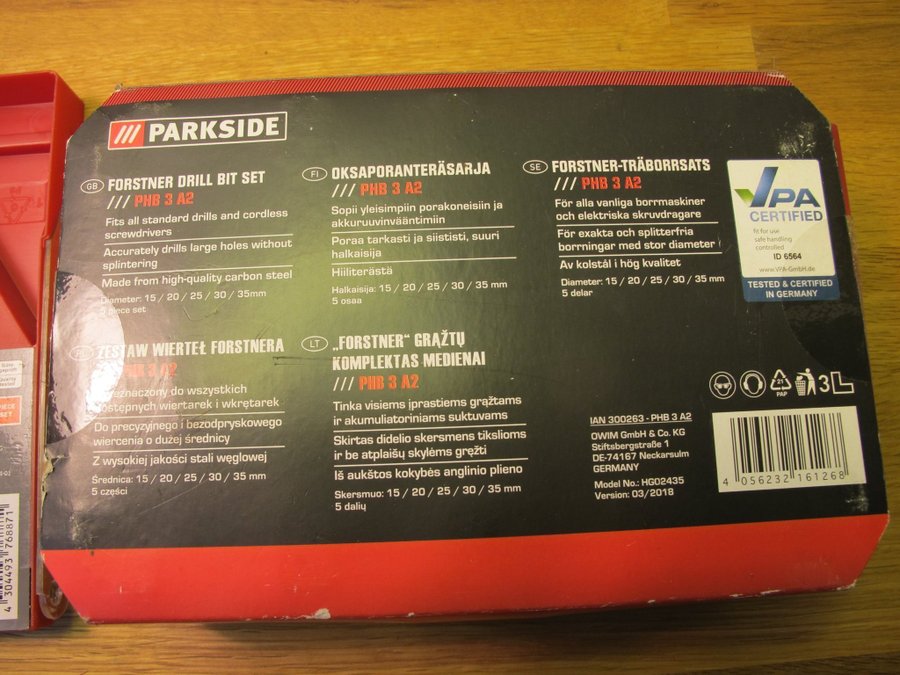 PARKSIDE
GB FORSTNER DRILL BIT SET
/// PHB 3 A2
Fits all standard drills and cordless
screwdrivers
Accurately drills large holes without
splintering
Made from high-quality carbon steel
Diameter: 15 / 20 / 25 / 30 / 35mm
5 piece set
FI OKSAPORANTERÄSARJA
/// PHB 3 A2
Sopii yleisimpiin porakoneisiin ja
akkuruuvinvääntimiin
Poraa tarkasti ja siististi, suuri
halkaisija
Hiiliterästä
Halkaisija: 15 / 20 / 25 / 30 / 35 mm
5 osaa
SE FORSTNER-TRÄBORRSATS
/// PHB 3 A2
För alla vanliga borrmaskiner
och elektriska skruvdragare
För exakta och splitterfria
borrningar med stor diameter
Av kolstål i hög kvalitet
Diameter: 15 / 20 / 25 / 30 / 35 mm
5 delar
VPA
CERTIFIED
fit for use
safe handling
controlled
ID 6564
www.VPA-GmbH.de
TESTED & CERTIFIED
IN GERMANY
PL ZESTAW WIERTEŁ FORSTNERA
PHB 3 A2
Przeznaczony do wszystkich
dostępnych wiertarek i wkrętarek
Do precyzyjnego i bezodpryskowego
wiercenia o dużej średnicy
Z wysokiej jakości stali węglowej
Średnica: 15 / 20 / 25 / 30 / 35 mm
5 części
LT „FORSTNER“ GRĄŽTŲ
KOMPLEKTAS MEDIENAI
/// PHB 3 A2
Tinka visiems įprastiems grąžtams
ir akumuliatoriniams suktuvams
Skirtas didelio skersmens tikslioms
ir be atplaišų skylėms gręžti
Iš aukštos kokybės anglinio plieno
Skersmuo: 15 / 20 / 25 / 30 / 35 mm
5 dalių
21
PAP
3L
IAN 300263 - PHB 3 A2
OWIM GmbH & Co. KG
Stiftsbergstraße 1
DE-74167 Neckarsulm
GERMANY
Model No.: HG02435
Version: 03/2018
4 056232 161268
PIECE
SET
4 304493 768871